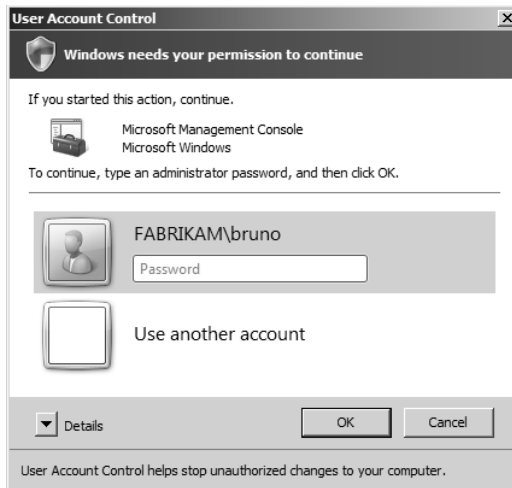 User Account Control
Windows needs your permission to continue
If you started this action, continue.
Microsoft Management Console
Microsoft Windows
To continue, type an administrator password, and then click OK.
FABRIKAM\bruno
Password
Use another account
Details
OK
Cancel
User Account Control helps stop unauthorized changes to your computer.